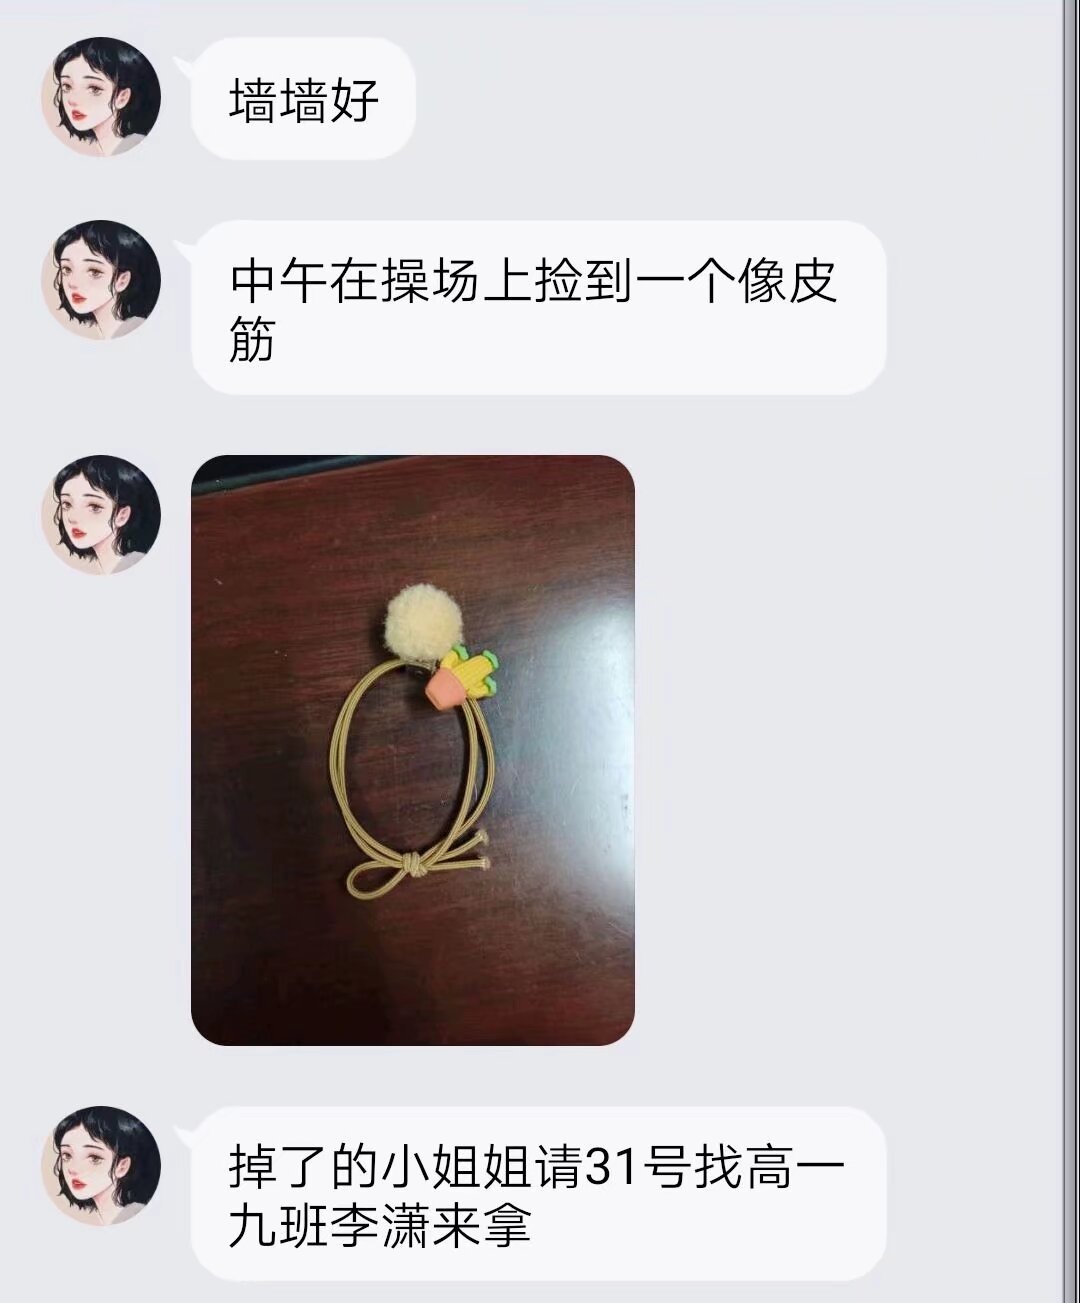 墙墙好
中午在操场上捡到一个像皮
筋
掉了的小姐姐请31号找高一
九班李潇来拿